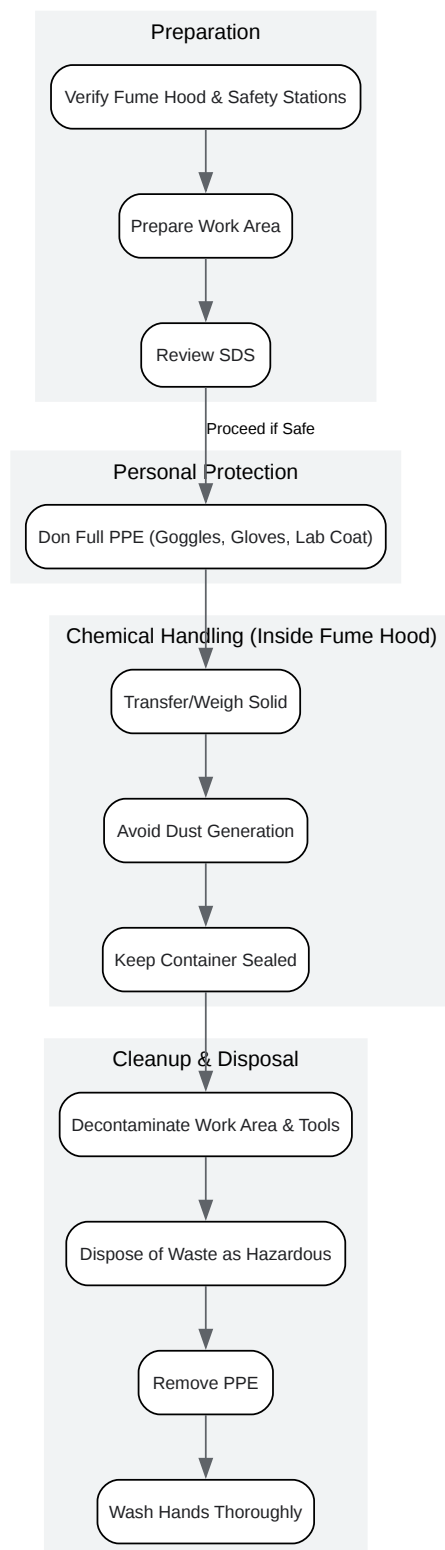 Preparation
Verify Fume Hood & Safety Stations
Prepare Work Area
Review SDS
Proceed if Safe
Personal Protection
Don Full PPE (Goggles, Gloves, Lab Coat)
Chemical Handling (Inside Fume Hood)
Transfer/Weigh Solid
Avoid Dust Generation
Keep Container Sealed
Cleanup & Disposal
Decontaminate Work Area & Tools
Dispose of Waste as Hazardous
Remove PPE
Wash Hands Thoroughly